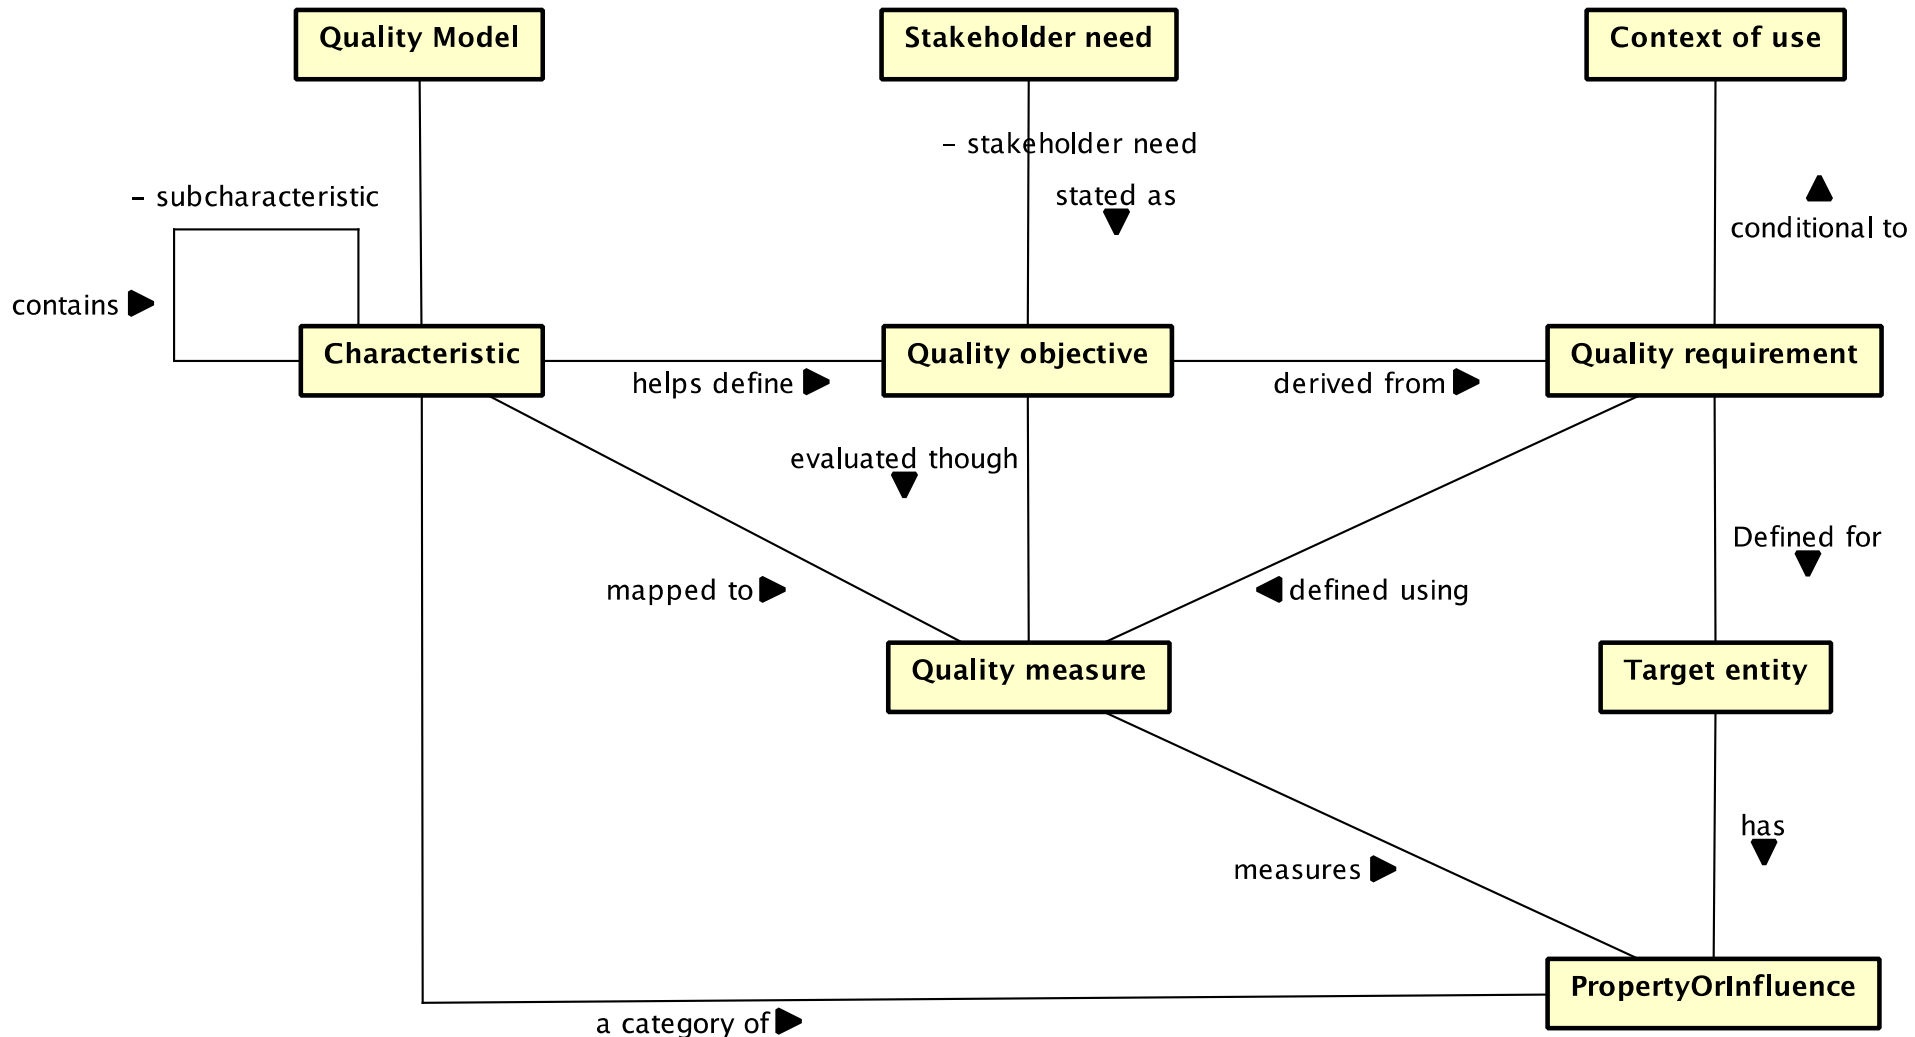 Quality Model
Stakeholder need
Context of use
- stakeholder need
- subcharacteristic
stated as
conditional to
contains
Characteristic
Quality objective
Quality requirement
helps define
derived from
evaluated though
Defined for
mapped to
defined using
Quality measure
Target entity
has
measures
PropertyOrInfluence
a category of